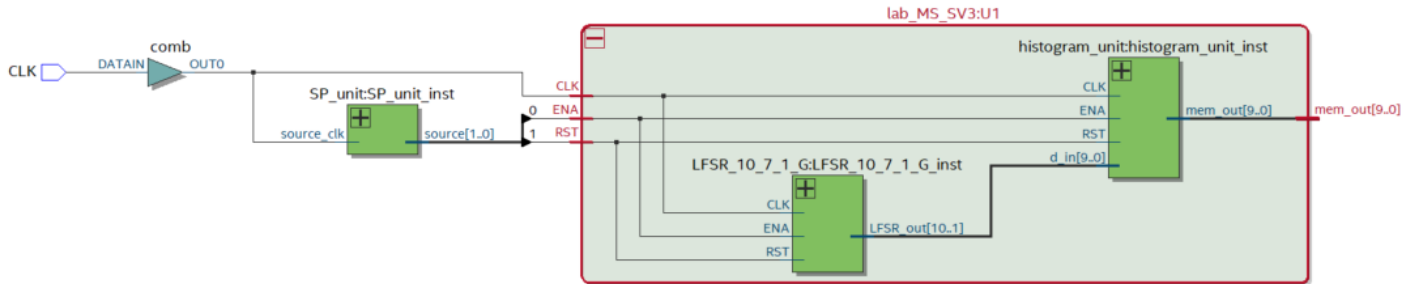 lab_MS_SV3:U1
comb
histogram_unit:histogram_unit_inst
CLK
DATAIN
OUT0
SP_unit:SP_unit_inst
CLK
CLK
0
ENA
ENA
mem_out[9..0]
mem_out[9..0]
source_clk
source[1..0]
1
RST
RST
LFSR_10_7_1_G:LFSR_10_7_1_G_inst
d_in[9..0]
CLK
ENA
LFSR_out[10..1]
RST